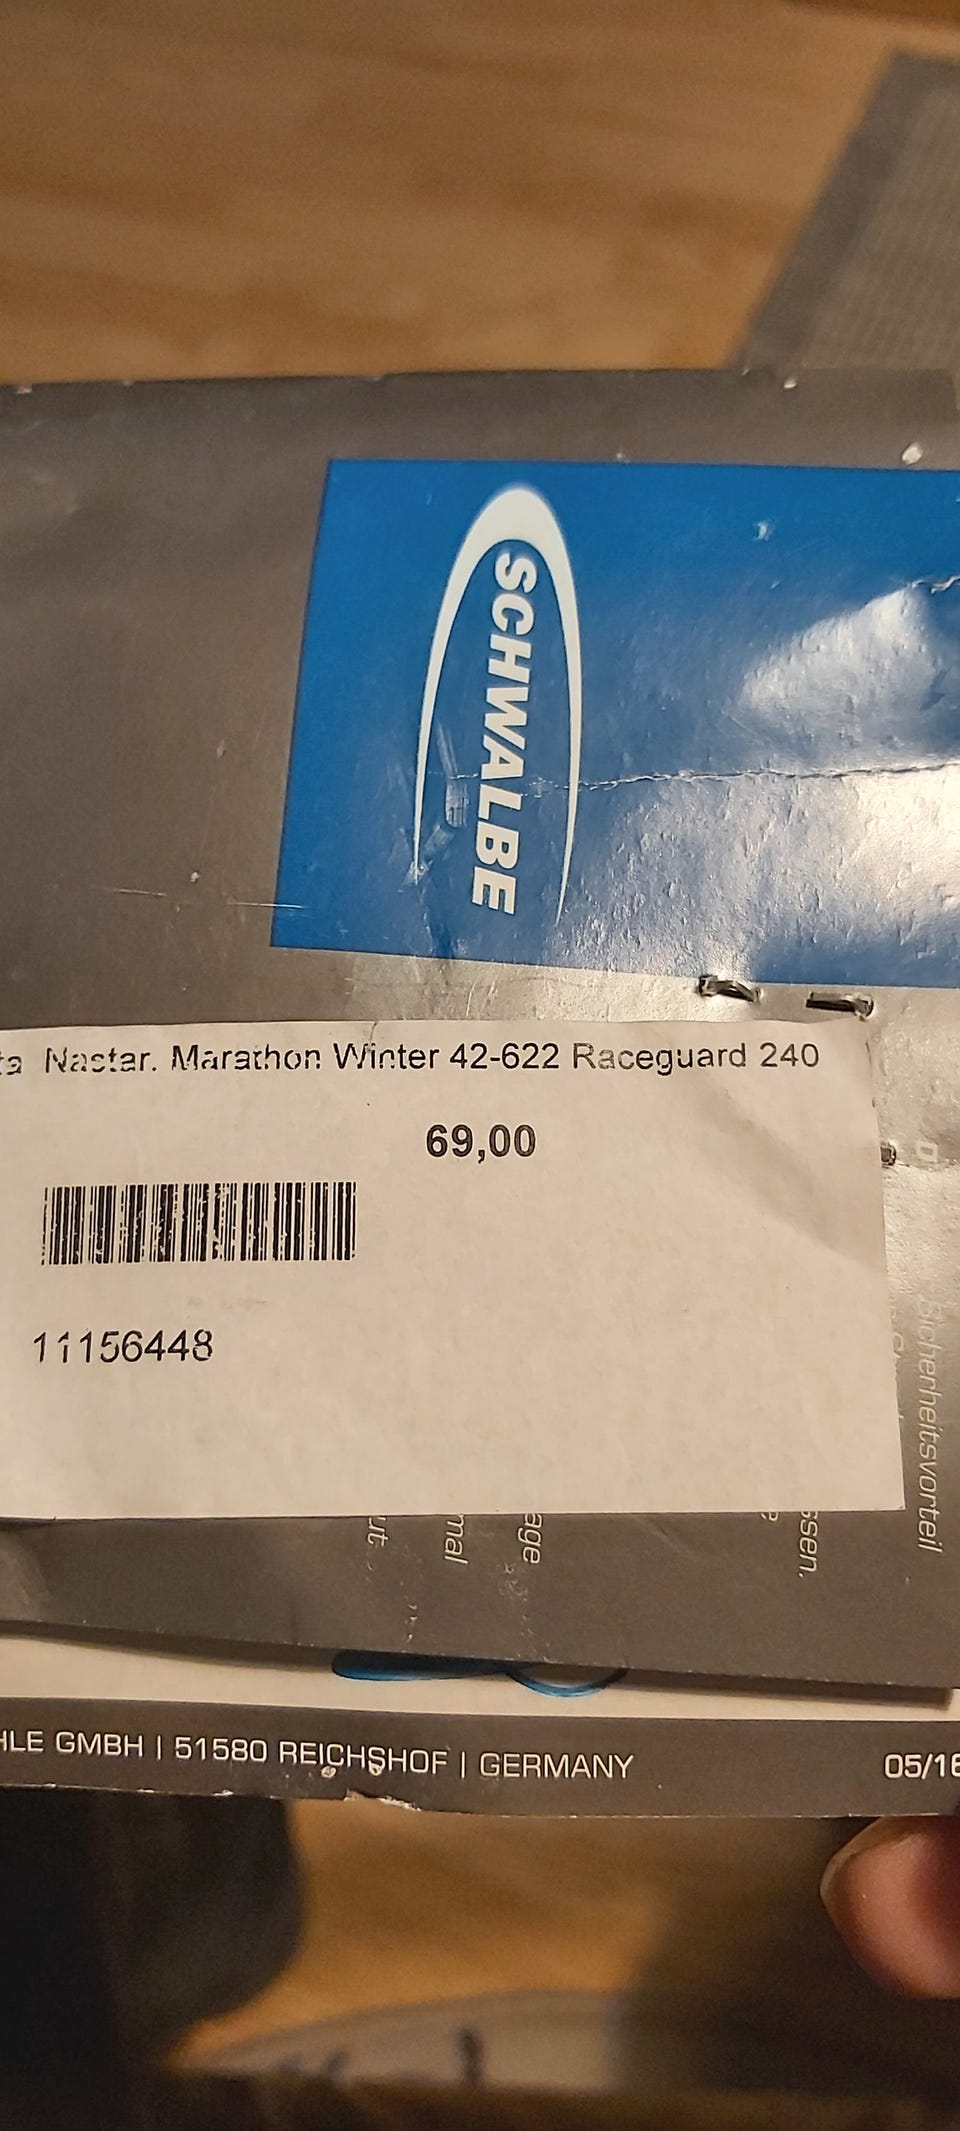 SCHWALBE
Nastar. Marathon Winter 42-622 Raceguard 240
69,00
11156448
Sicherheitsvorteil
ssen.
age
mal
ut
HLE GMBH | 51580 REICHSHOF | GERMANY
05/16